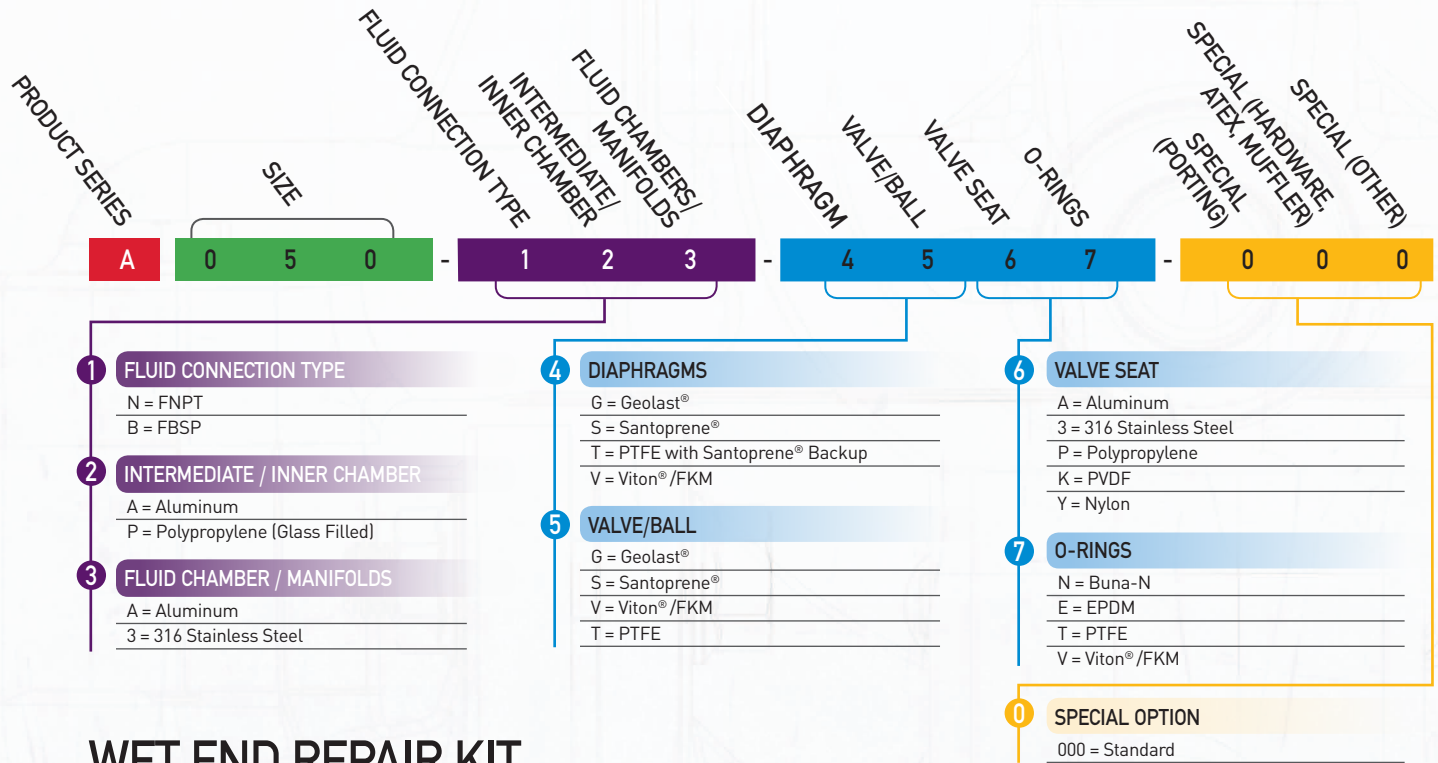 PRODUCT SERIES
SIZE
FLUID CONNECTION TYPE
INTERMEDIATE/
INNER CHAMBER
FLUID CHAMBERS/
MANIFOLDS
DIAPHRAGM
VALVE/BALL
VALVE SEAT
O-RINGS
SPECIAL
(PORTING)
SPECIAL (HARDWARE,
ATEX, MUFFLER)
SPECIAL (OTHER)
A 0 5 0 - 1 2 3 - 4 5 6 7 - 0 0 0
1 FLUID CONNECTION TYPE
N = FNPT
B = FBSP
2 INTERMEDIATE / INNER CHAMBER
A = Aluminum
P = Polypropylene (Glass Filled)
3 FLUID CHAMBER / MANIFOLDS
A = Aluminum
3 = 316 Stainless Steel
4 DIAPHRAGMS
G = Geolast®
S = Santoprene®
T = PTFE with Santoprene® Backup
V = Viton®/FKM
5 VALVE/BALL
G = Geolast®
S = Santoprene®
V = Viton®/FKM
T = PTFE
6 VALVE SEAT
A = Aluminum
3 = 316 Stainless Steel
P = Polypropylene
K = PVDF
Y = Nylon
7 O-RINGS
N = Buna-N
E = EPDM
T = PTFE
V = Viton®/FKM
0 SPECIAL OPTION
000 = Standard
WET END REPAIR KIT